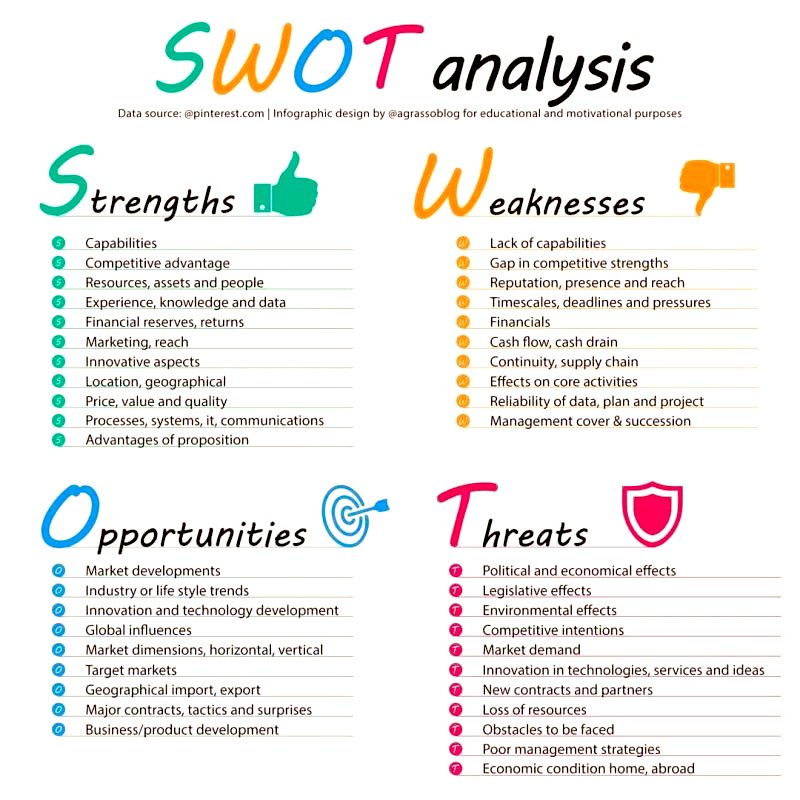 SWOT analysis
Data source: @pinterest.com | Infographic design by @agrassoblog for educational and motivational purposes
Strengths
S Capabilities
S Competitive advantage
S Resources, assets and people
S Experience, knowledge and data
S Financial reserves, returns
S Marketing, reach
S Innovative aspects
S Location, geographical
S Price, value and quality
S Processes, systems, it, communications
S Advantages of proposition
Weaknesses
W Lack of capabilities
W Gap in competitive strengths
W Reputation, presence and reach
W Timescales, deadlines and pressures
W Financials
W Cash flow, cash drain
W Continuity, supply chain
W Effects on core activities
W Reliability of data, plan and project
W Management cover & succession
Opportunities
O Market developments
O Industry or life style trends
O Innovation and technology development
O Global influences
O Market dimensions, horizontal, vertical
O Target markets
O Geographical import, export
O Major contracts, tactics and surprises
O Business/product development
Threats
T Political and economical effects
T Legislative effects
T Environmental effects
T Competitive intentions
T Market demand
T Innovation in technologies, services and ideas
T New contracts and partners
T Loss of resources
T Obstacles to be faced
T Poor management strategies
T Economic condition home, abroad